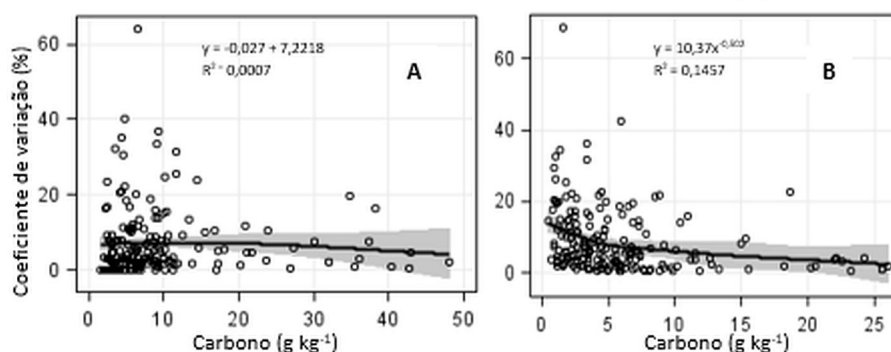 Coeficiente de variação (%)
60
40
20
0
y = -0,027 + 7,2218
R² = 0,0007
A
0 10 20 30 40 50
Carbono (g kg⁻¹)
60
40
20
0
y = 10,37x
R² = 0,1457
B
0 5 10 15 20 25
Carbono (g kg⁻¹)